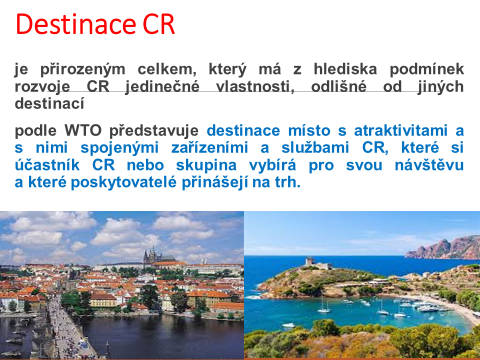 Destinace CR
je přirozeným celkem, který má z hlediska podmínek
rozvoje CR jedinečné vlastnosti, odlišné od jiných
destinací
podle WTO představuje destinace místo s atraktivitami a
s nimi spojenými zařízeními a službami CR, které si
účastník CR nebo skupina vybírá pro svou návštěvu
a které poskytovatelé přinášejí na trh.